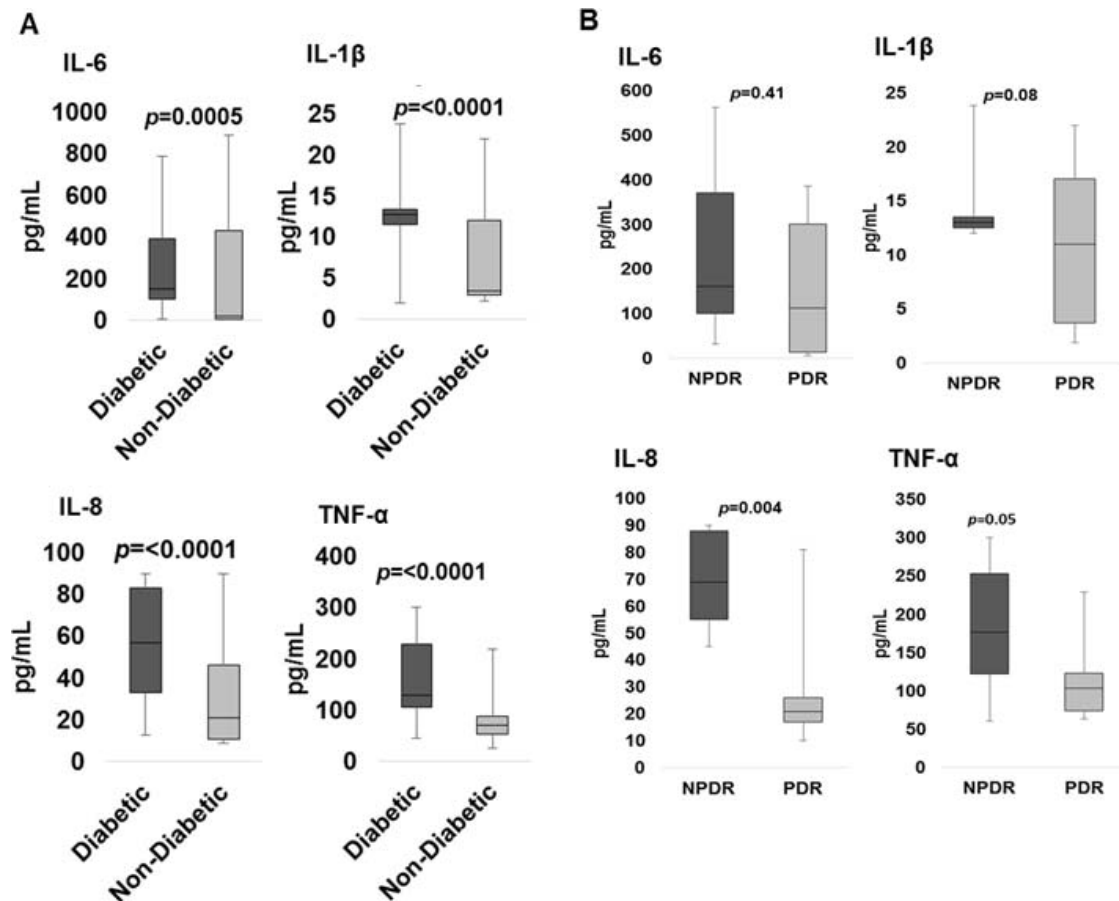 A
IL-6
p=0.0005
1000
800
600
400
200
0
pg/mL
Diabetic
Non-Diabetic
IL-1β
p=<0.0001
25
20
15
10
5
0
pg/mL
Diabetic
Non-Diabetic
IL-8
p=<0.0001
100
80
60
40
20
0
pg/mL
Diabetic
Non-Diabetic
TNF-α
p=<0.0001
400
300
200
100
0
pg/mL
Diabetic
Non-Diabetic
B
IL-6
p=0.41
600
500
400
300
200
100
0
pg/mL
NPDR PDR
IL-1β
p=0.08
25
20
15
10
5
0
pg/mL
NPDR PDR
IL-8
p=0.004
100
90
80
70
60
50
40
30
20
10
0
pg/mL
NPDR PDR
TNF-α
p=0.05
350
300
250
200
150
100
50
0
pg/mL
NPDR PDR